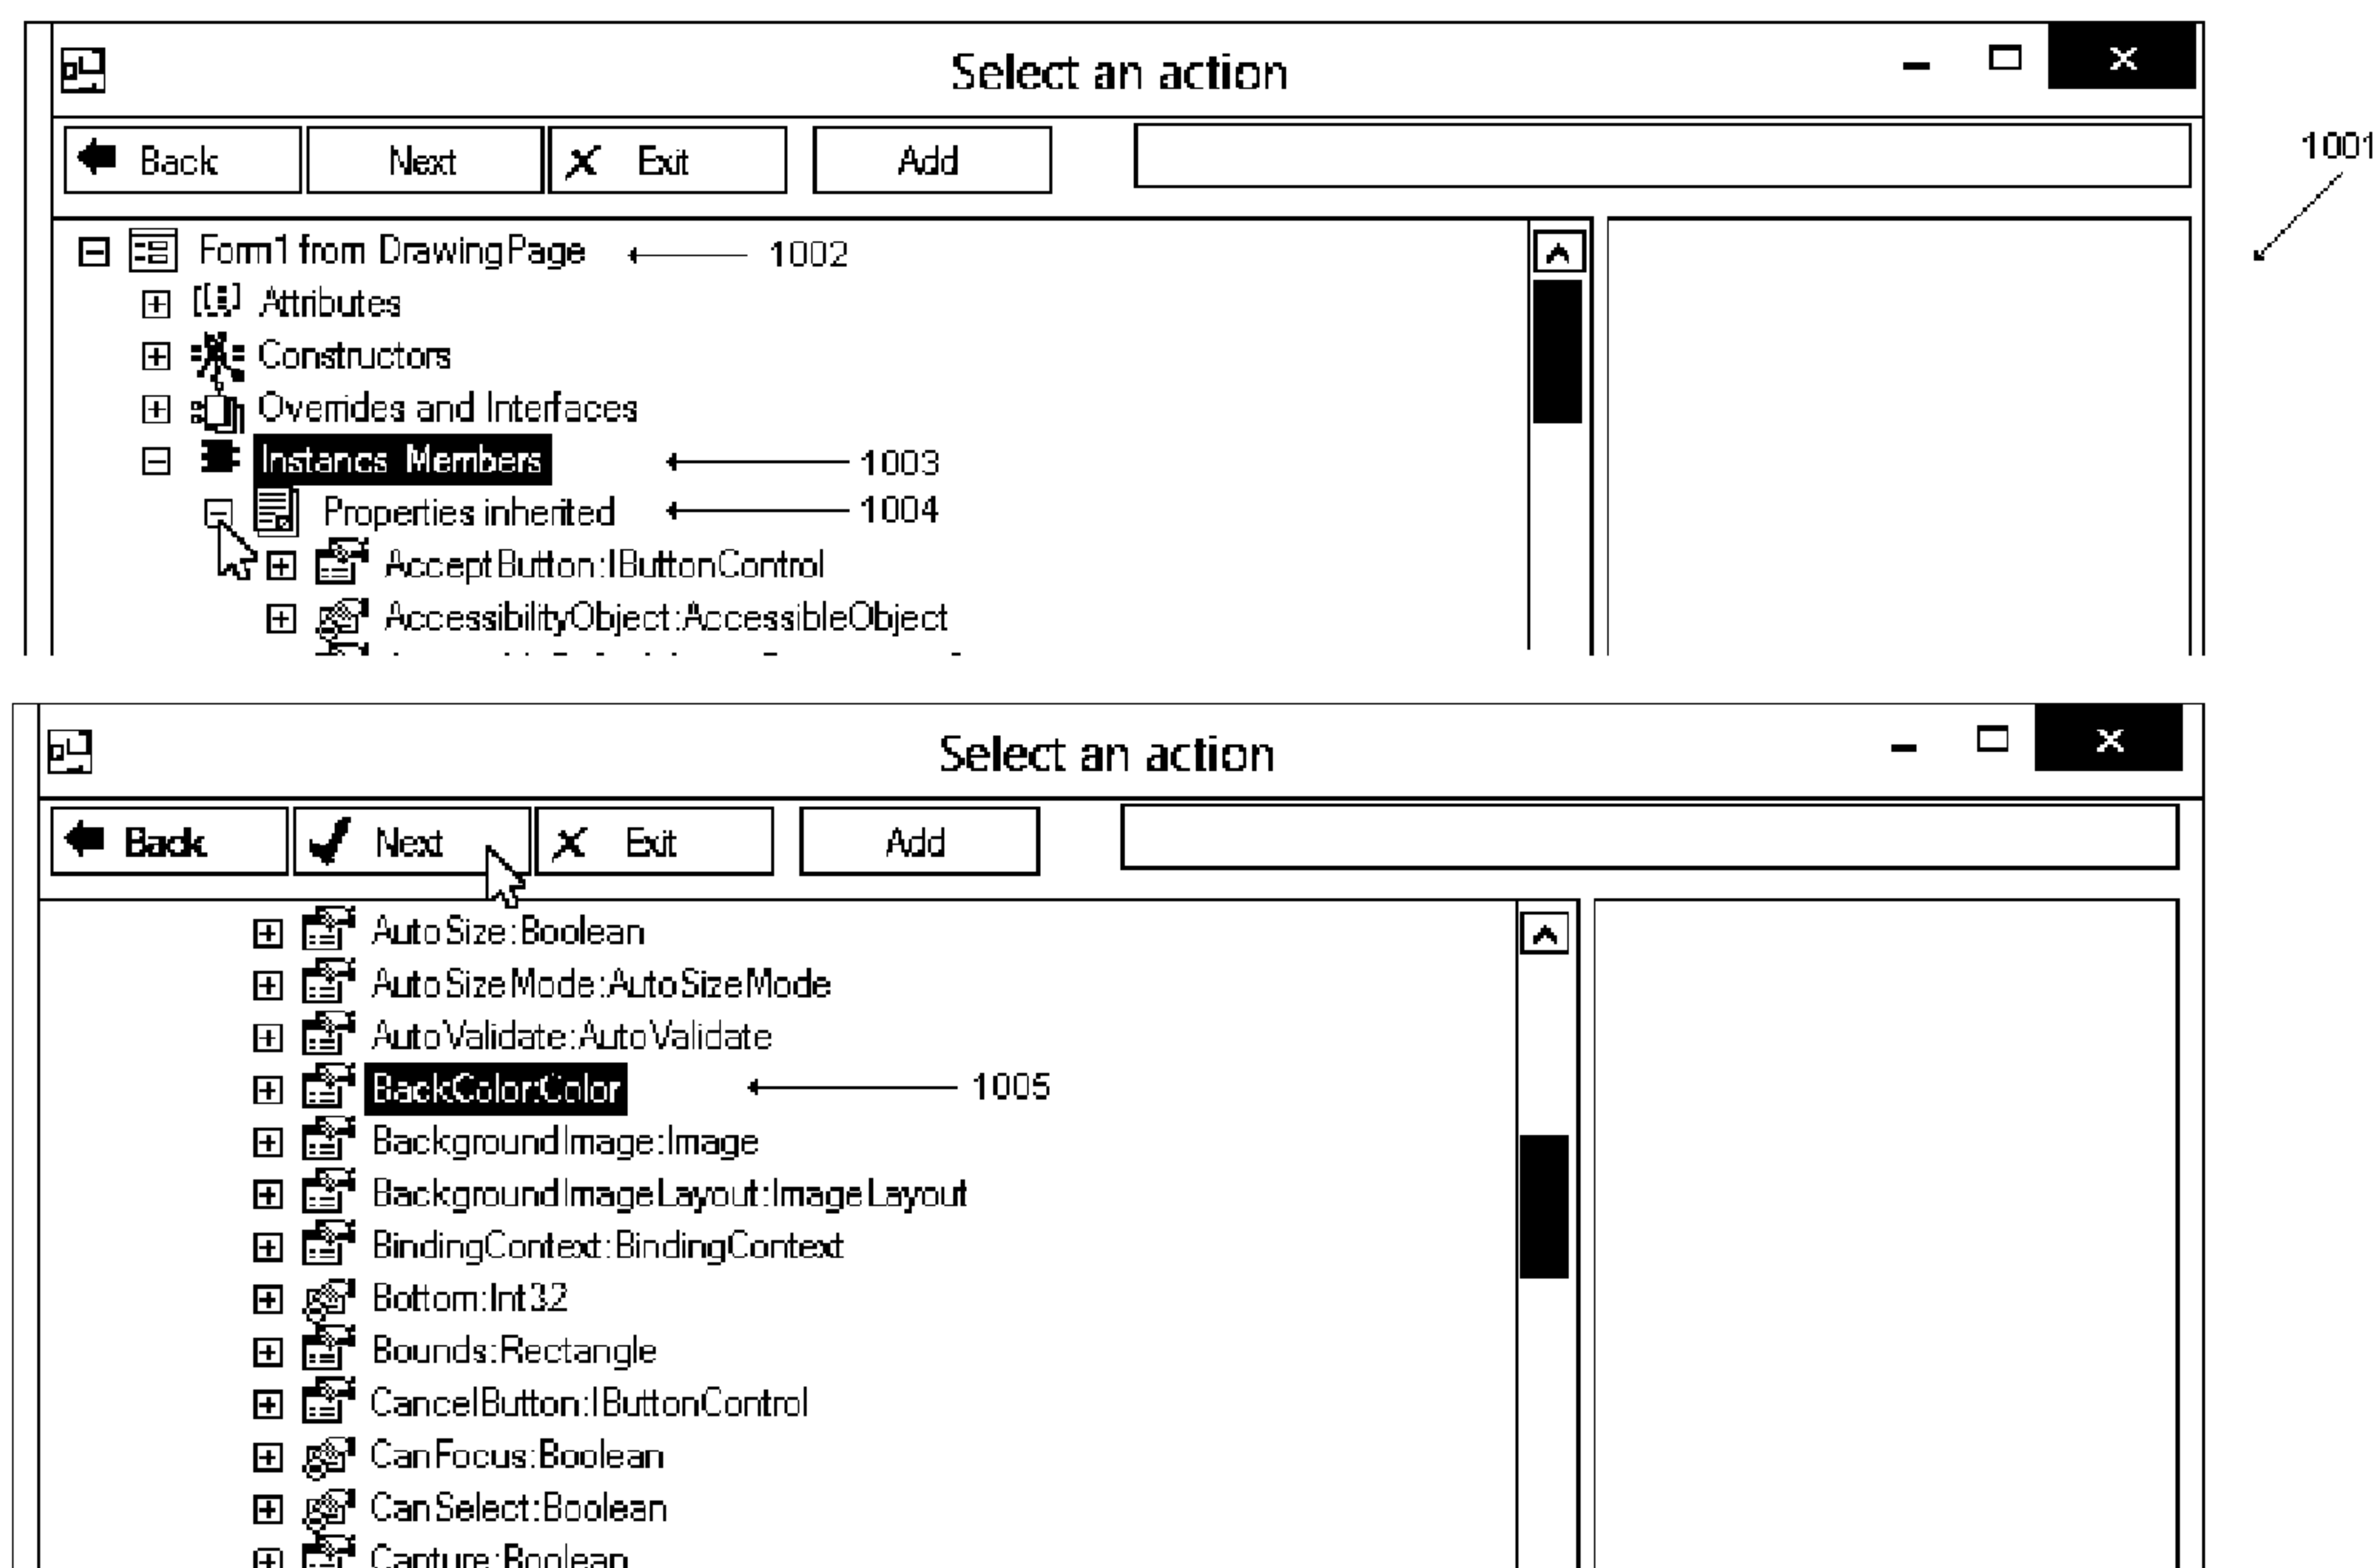 Select an action
Back Next Exit Add
1001
Form1 from DrawingPage 1002
Attributes
Constructors
Overrides and Interfaces
Instancs Members 1003
Properties inherited 1004
AcceptButton:IButtonControl
AccessibilityObject:AccessibleObject
Select an action
Back Next Exit Add
AutoSize:Boolean
AutoSizeMode:AutoSizeMode
AutoValidate:AutoValidate
BackColor:Color 1005
BackgroundImage:Image
BackgroundImageLayout:ImageLayout
BindingContext:BindingContext
Bottom:Int32
Bounds:Rectangle
CancelButton:IButtonControl
CanFocus:Boolean
CanSelect:Boolean
Capture:Boolean